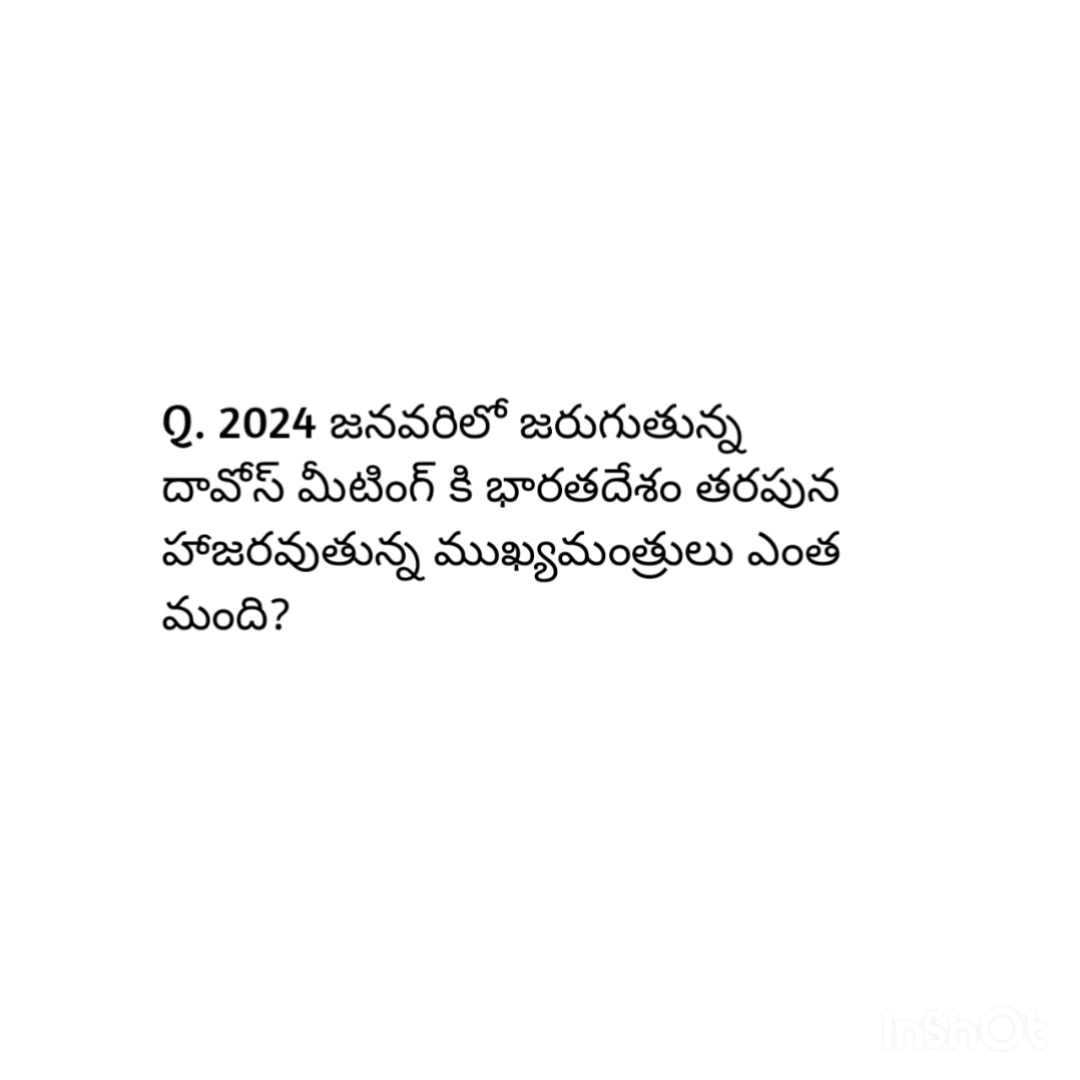 Q. 2024 జనవరిలో జరుగుతున్న
దావోస్ మీటింగ్ కి భారతదేశం తరపున
హాజరవుతున్న ముఖ్యమంత్రులు ఎంత
మంది?
InShOt